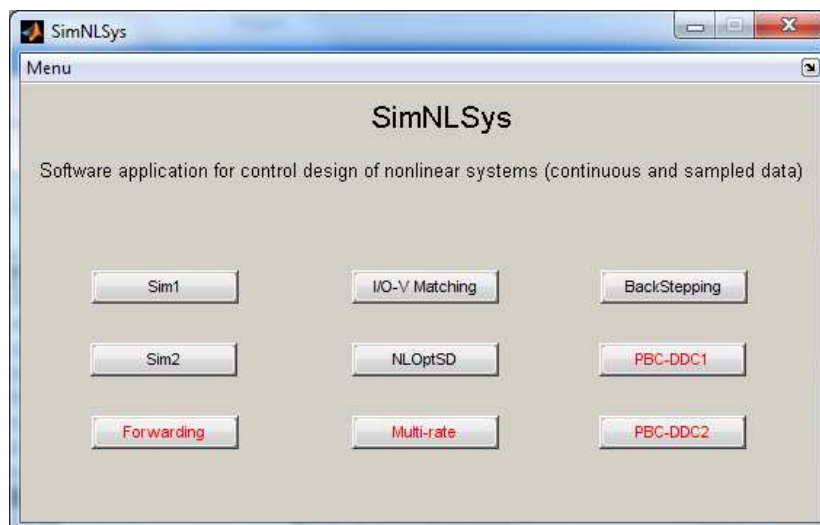 SimNLSys
Menu
SimNLSys
Software application for control design of nonlinear systems (continuous and sampled data)
Sim1
I/O-V Matching
BackStepping
Sim2
NLOptSD
PBC-DDC1
Forwarding
Multi-rate
PBC-DDC2